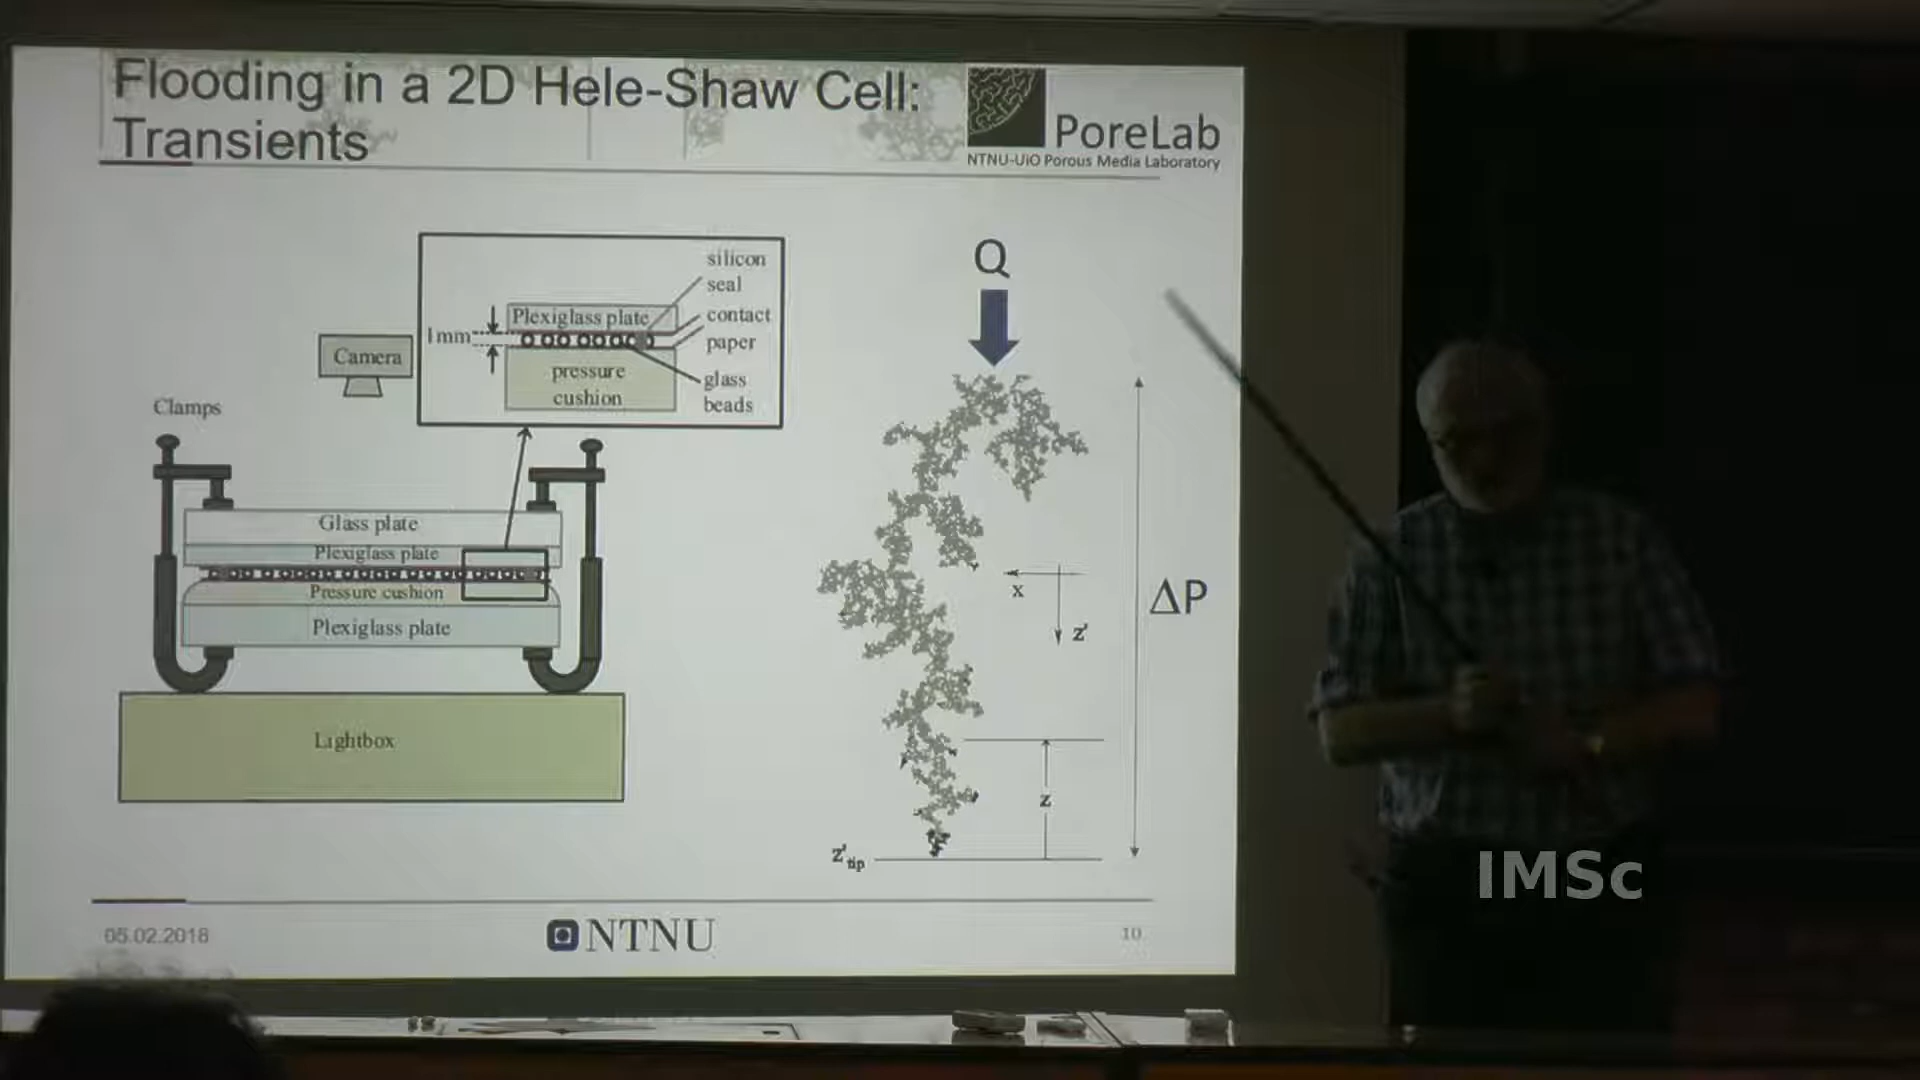 Flooding in a 2D Hele-Shaw Cell:
Transients
PoreLab
NTNU-UiO Porous Media Laboratory
silicon
seal
Plexiglass plate
contact
paper
1mm
pressure
cushion
glass
beads
Camera
Clamps
Glass plate
Plexiglass plate
Pressure cushion
Plexiglass plate
Lightbox
Q
x
z'
ΔP
z
z'tip
05.02.2018
NTNU
10
IMSc